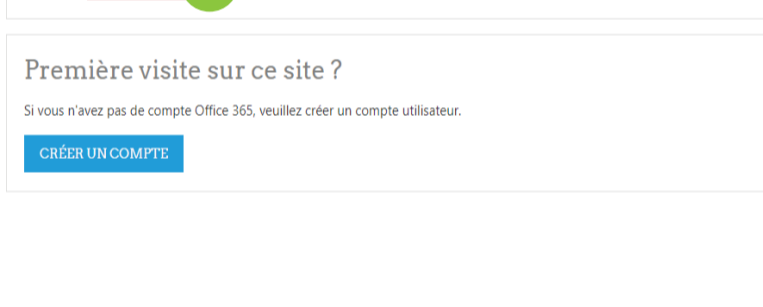 Première visite sur ce site ?
Si vous n'avez pas de compte Office 365, veuillez créer un compte utilisateur.
CRÉER UN COMPTE